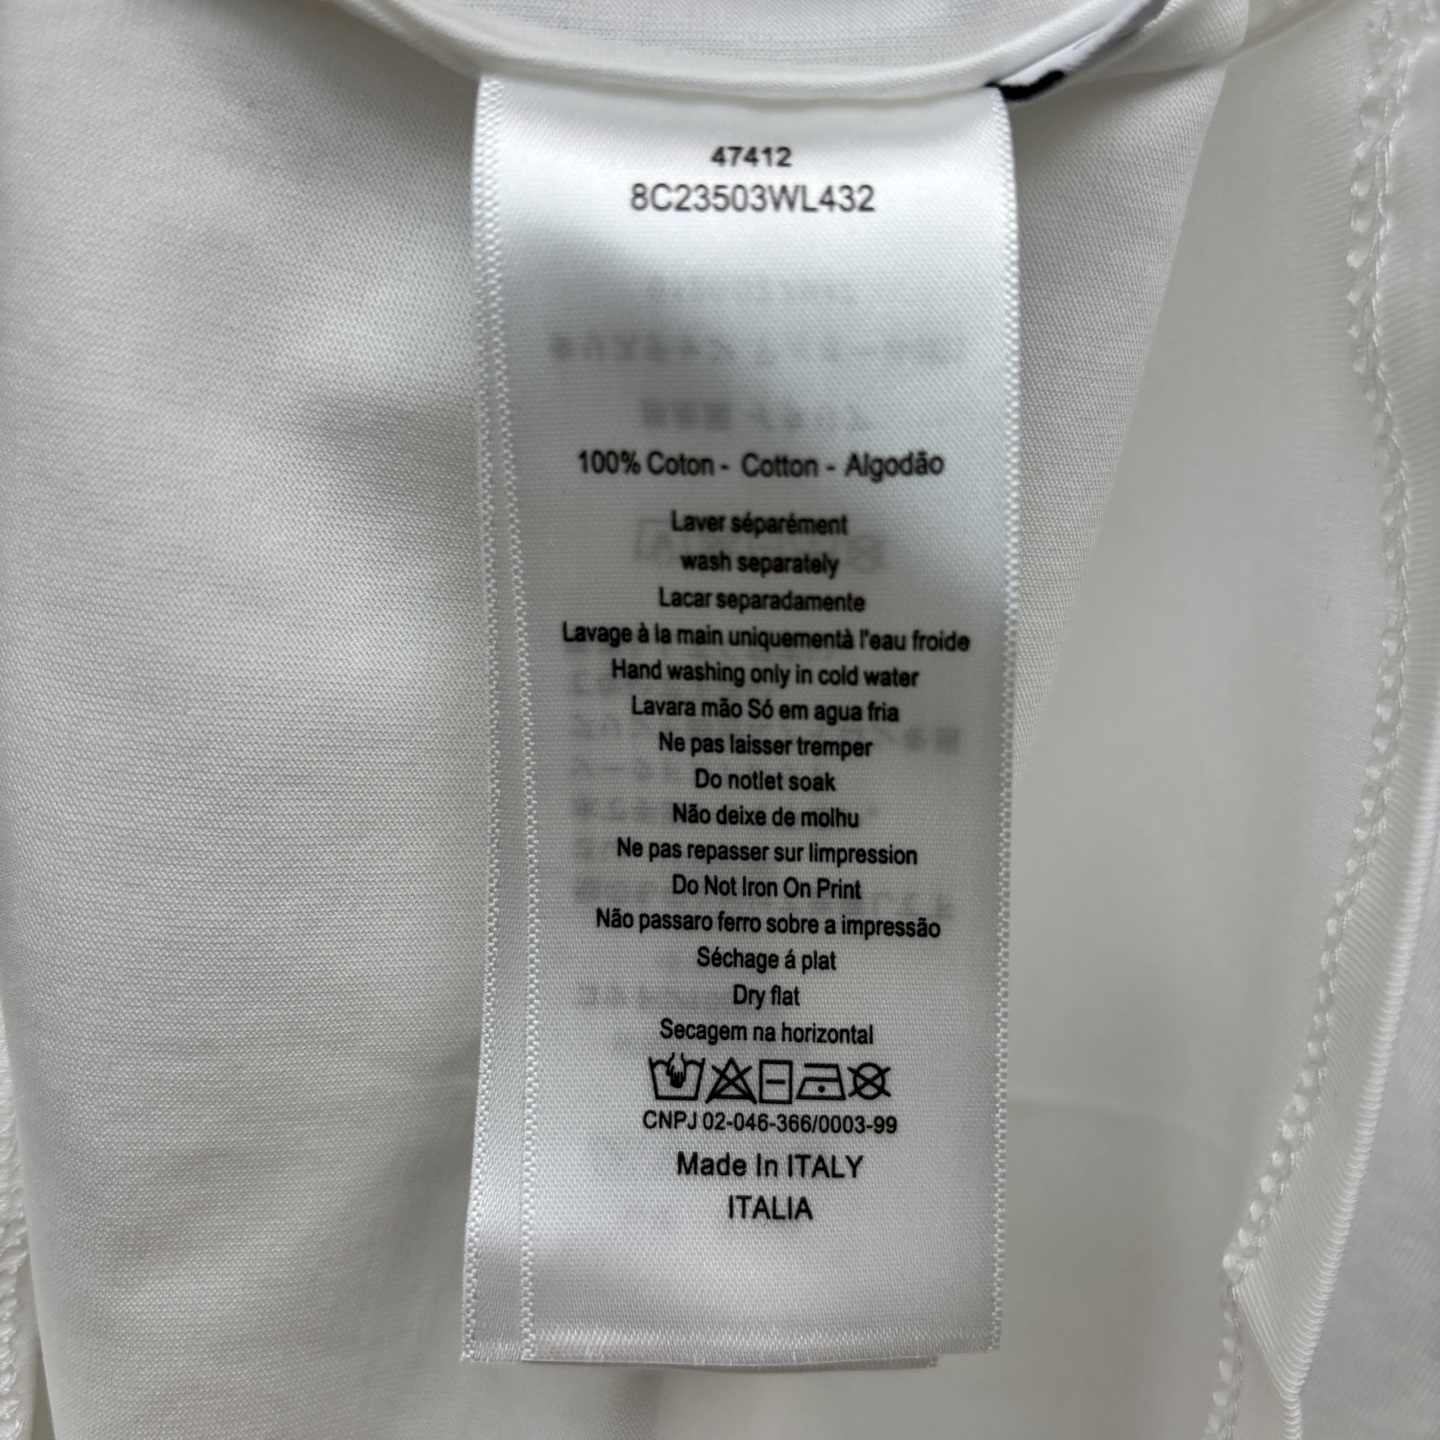 47412
8C23503WL432
100% Coton - Cotton - Algodão
Laver séparément
wash separately
Lacar separadamente
Lavage à la main uniquementà l'eau froide
Hand washing only in cold water
Lavara mão Só em agua fria
Ne pas laisser tremper
Do notlet soak
Não deixe de molhu
Ne pas repasser sur limpression
Do Not Iron On Print
Não passaro ferro sobre a impressão
Séchage á plat
Dry flat
Secagem na horizontal
CNPJ 02-046-366/0003-99
Made In ITALY
ITALIA